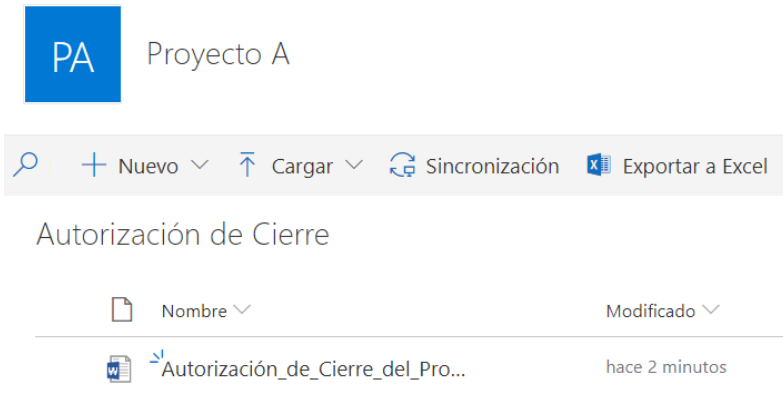 PA Proyecto A
Nuevo Cargar Sincronización Exportar a Excel
Autorización de Cierre
Nombre Modificado
Autorización_de_Cierre_del_Pro... hace 2 minutos